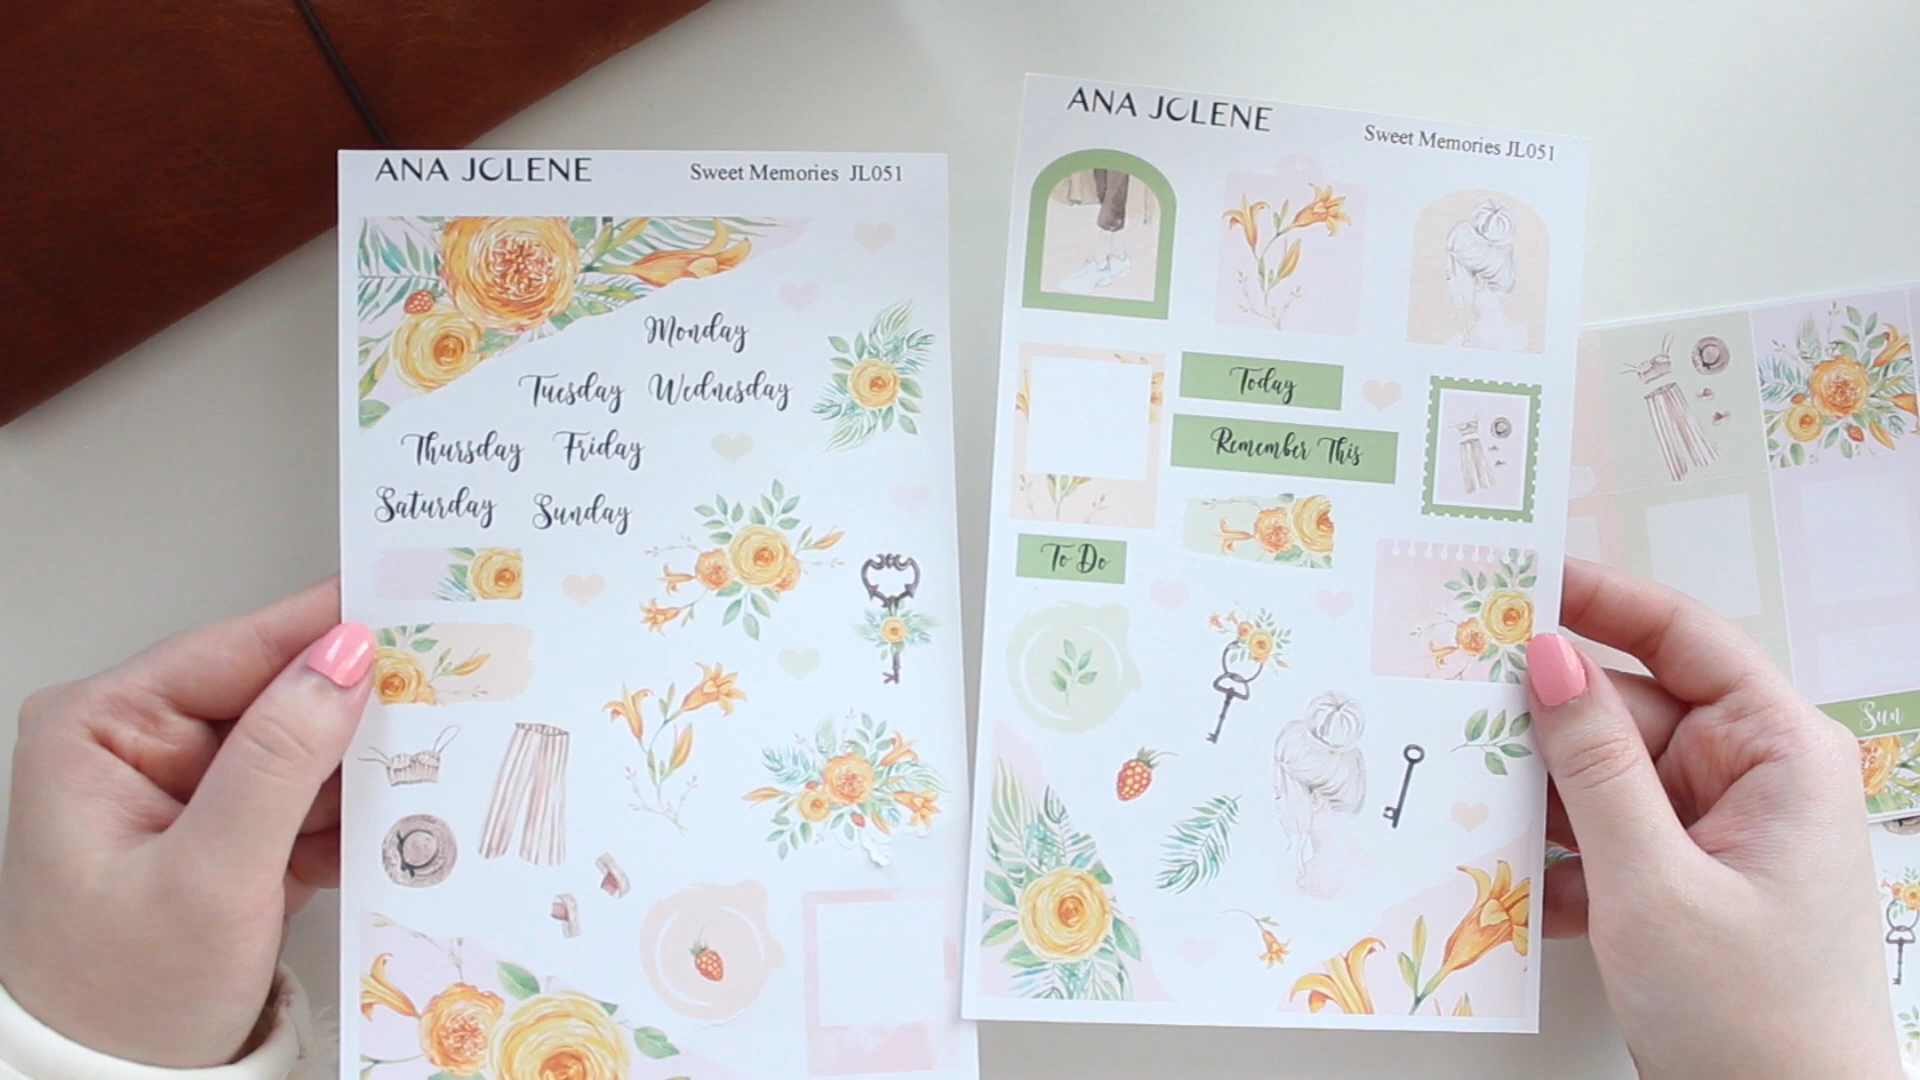 ANA JOLENE
Sweet Memories JL051
Monday
Tuesday Wednesday
Thursday Friday
Saturday Sunday
ANA JOLENE
Sweet Memories JL051
Today
Remember This
To Do
Sun